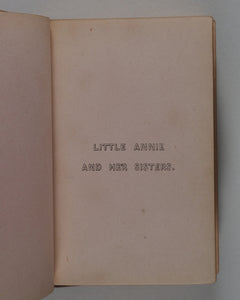 LITTLE ANNIE
AND HER SISTERS.